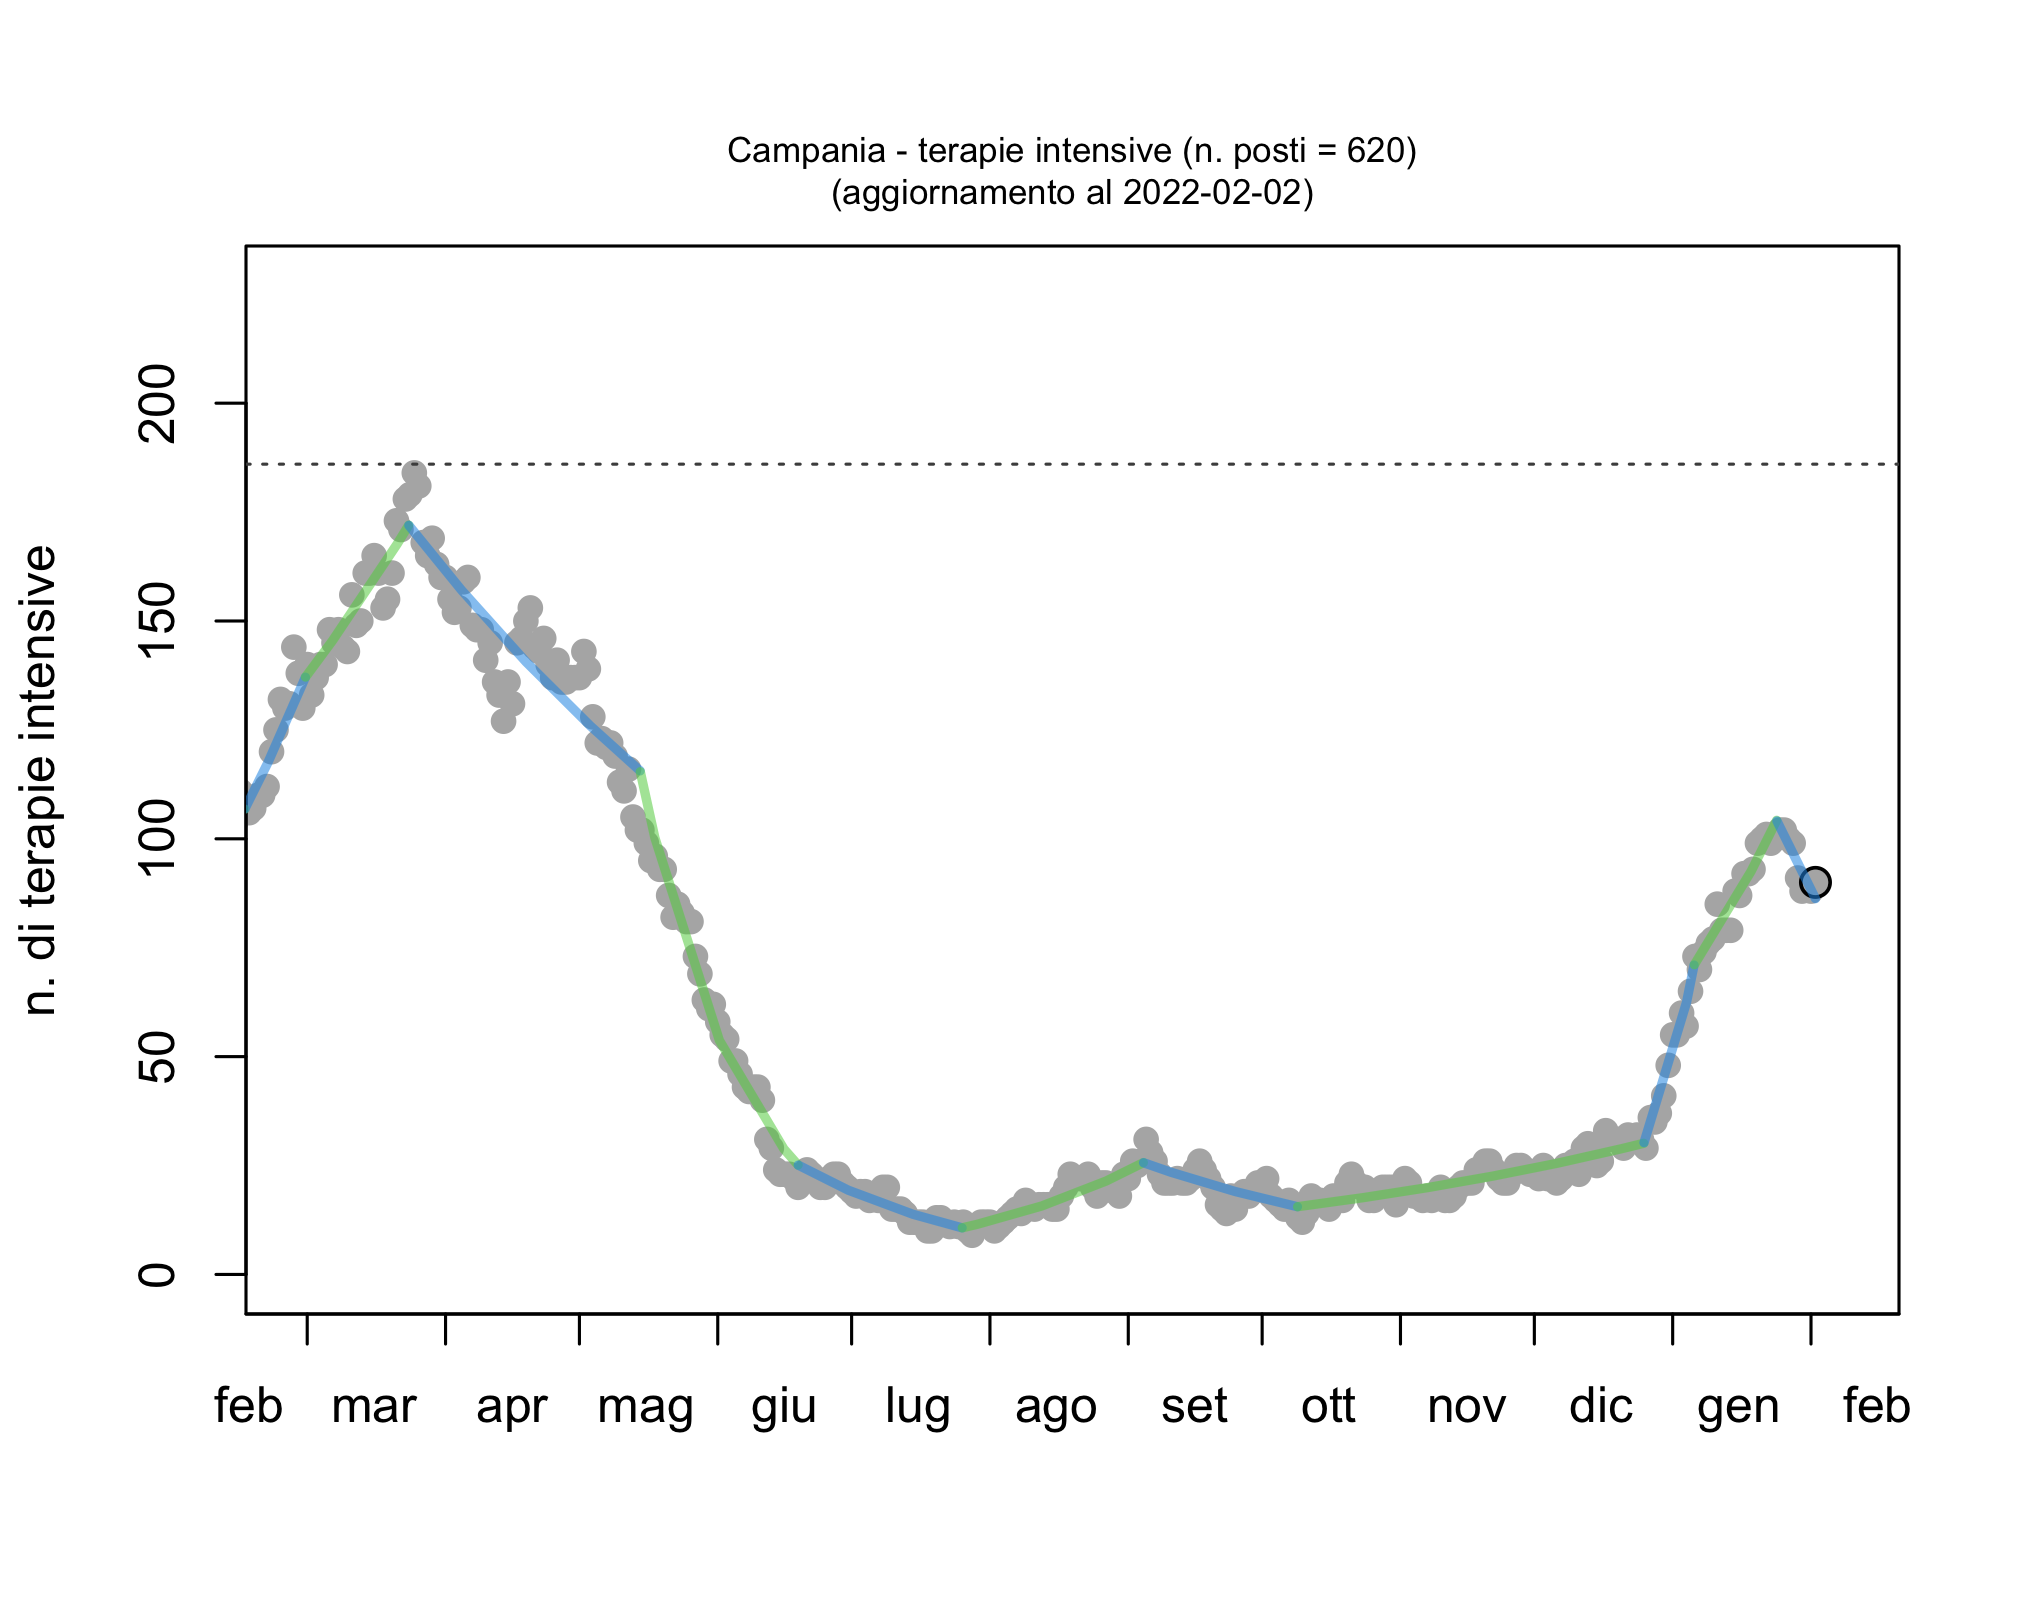 Campania - terapie intensive (n. posti = 620)
(aggiornamento al 2022-02-02)
n. di terapie intensive
200
150
100
50
0
feb mar apr mag giu lug ago set ott nov dic gen feb